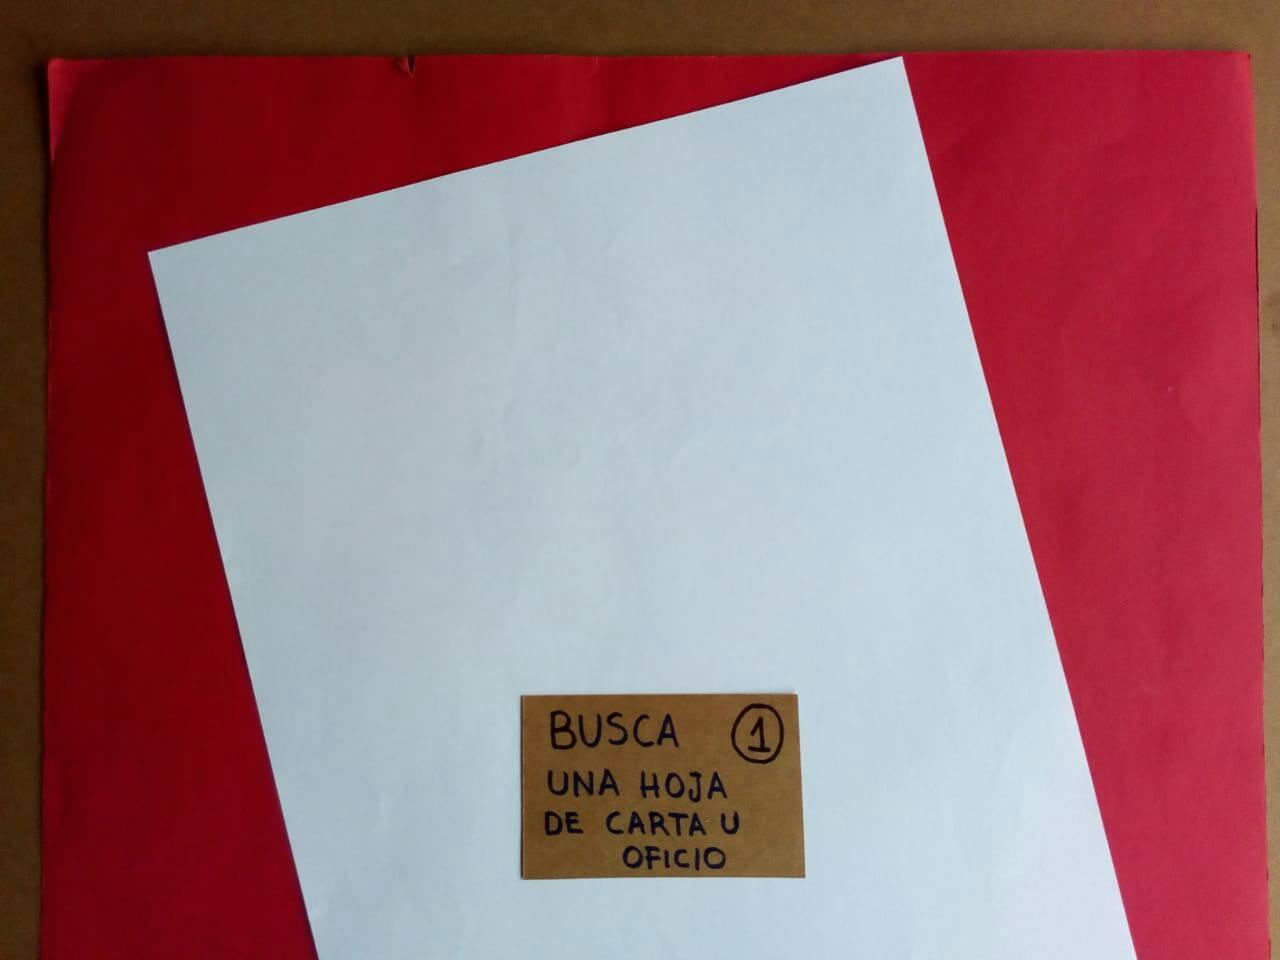 BUSCA 1
UNA HOJA
DE CARTA U
OFICIO